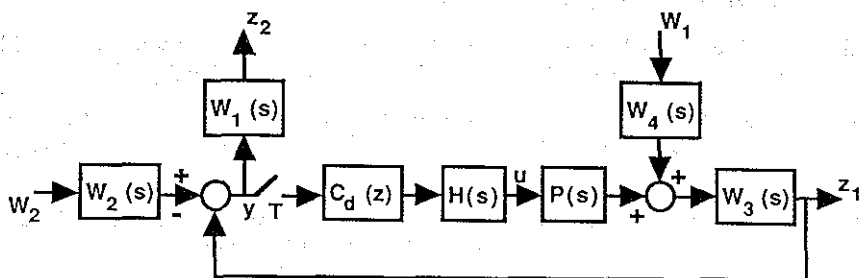 z2
W1
W1 (s)
W4 (s)
W2 W2 (s) + - y T Cd (z) H(s) u P(s) + + W3 (s) z1